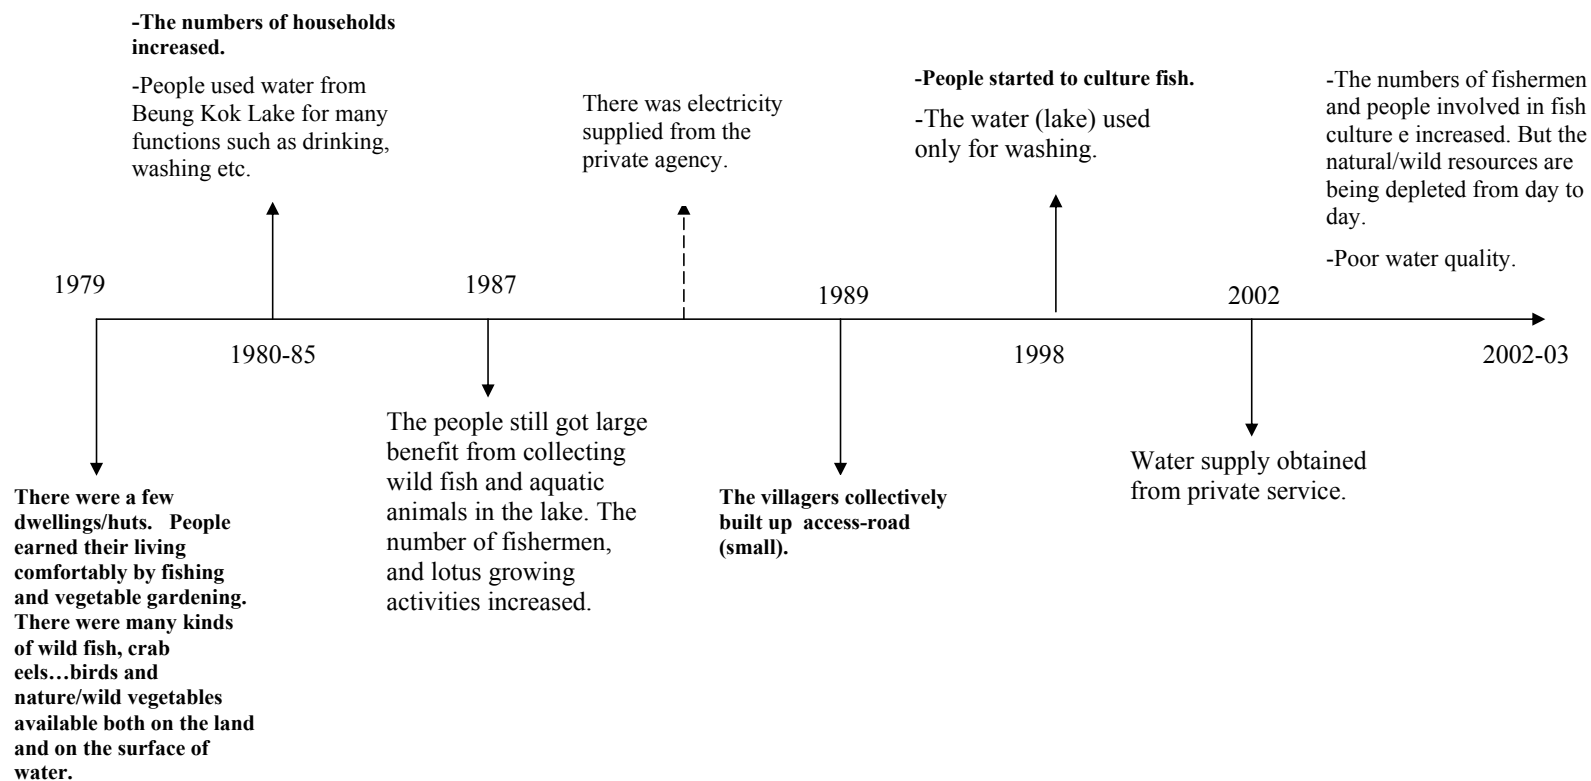 -The numbers of households
increased.
-People used water from
Beung Kok Lake for many
functions such as drinking,
washing etc.
There was electricity
supplied from the
private agency.
-People started to culture fish.
-The water (lake) used
only for washing.
-The numbers of fishermen
and people involved in fish
culture e increased. But the
natural/wild resources are
being depleted from day to
day.
-Poor water quality.
1979
1987
1989
2002
1980-85
1998
2002-03
There were a few
dwellings/huts. People
earned their living
comfortably by fishing
and vegetable gardening.
There were many kinds
of wild fish, crab
eels…birds and
nature/wild vegetables
available both on the land
and on the surface of
water.
The people still got large
benefit from collecting
wild fish and aquatic
animals in the lake. The
number of fishermen,
and lotus growing
activities increased.
The villagers collectively
built up access-road
(small).
Water supply obtained
from private service.